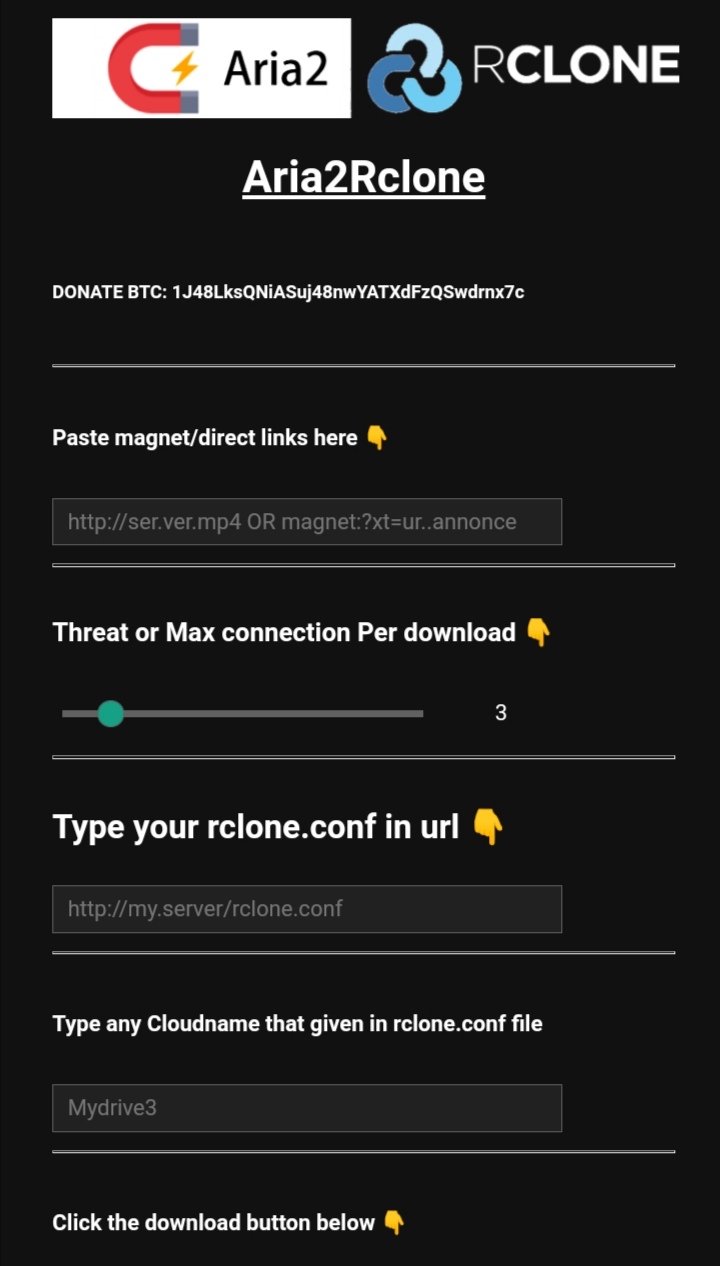 Aria2 RCLONE
Aria2Rclone
DONATE BTC: 1J48LksQNiASuj48nwYATXdFzQSwdrnx7c
Paste magnet/direct links here 👇
http://ser.ver.mp4 OR magnet:?xt=ur..annonce
Threat or Max connection Per download 👇
3
Type your rclone.conf in url 👇
http://my.server/rclone.conf
Type any Cloudname that given in rclone.conf file
Mydrive3
Click the download button below 👇